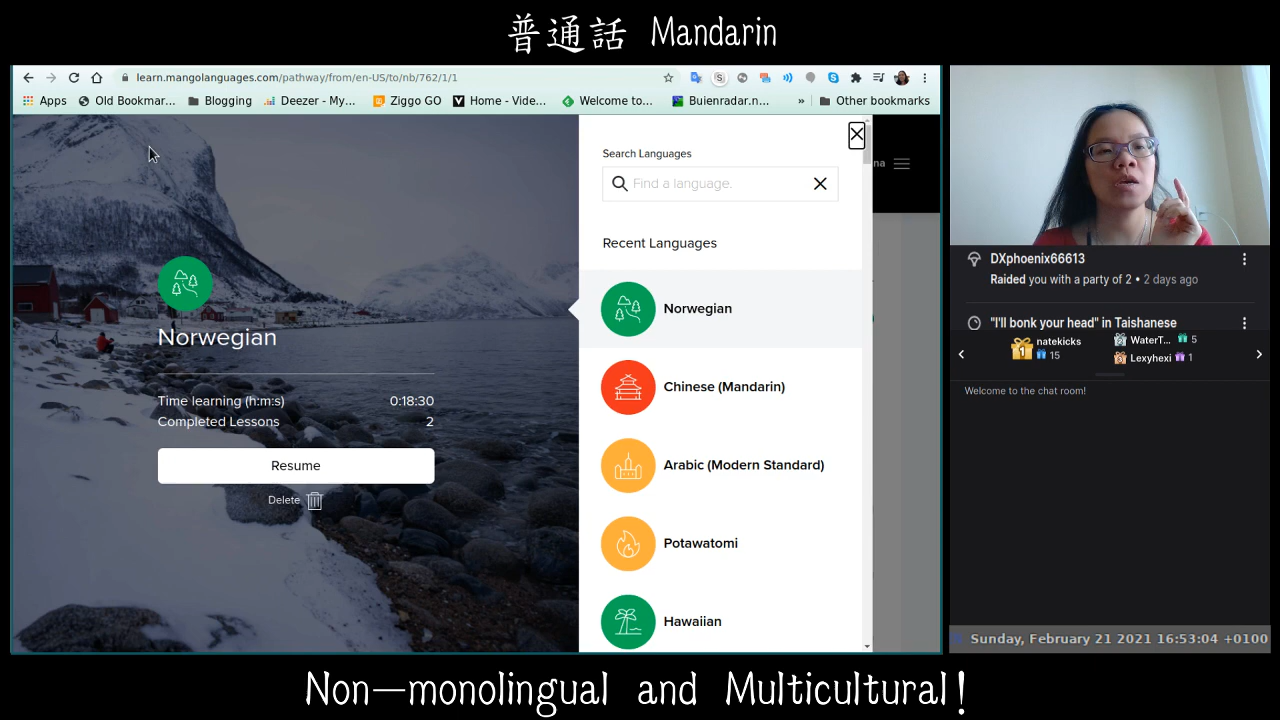 普通話 Mandarin
learn.mangolanguages.com/pathway/from/en-US/to/nb/762/1/1
Apps Old Bookmar... Blogging Deezer - My... Ziggo GO Home - Vide... Welcome to... Buienradar.n... » Other bookmarks
na
Norwegian
Time learning (h:m:s) 0:18:30
Completed Lessons 2
Resume
Delete
Search Languages
Find a language.
Recent Languages
Norwegian
Chinese (Mandarin)
Arabic (Modern Standard)
Potawatomi
Hawaiian
DXphoenix66613
Raided you with a party of 2 • 2 days ago
"I'll bonk your head" in Taishanese
1 natekicks 15
WaterT... 5
Lexyhexi 1
Welcome to the chat room!
Sunday, February 21 2021 16:53:04 +0100
Non-monolingual and Multicultural!